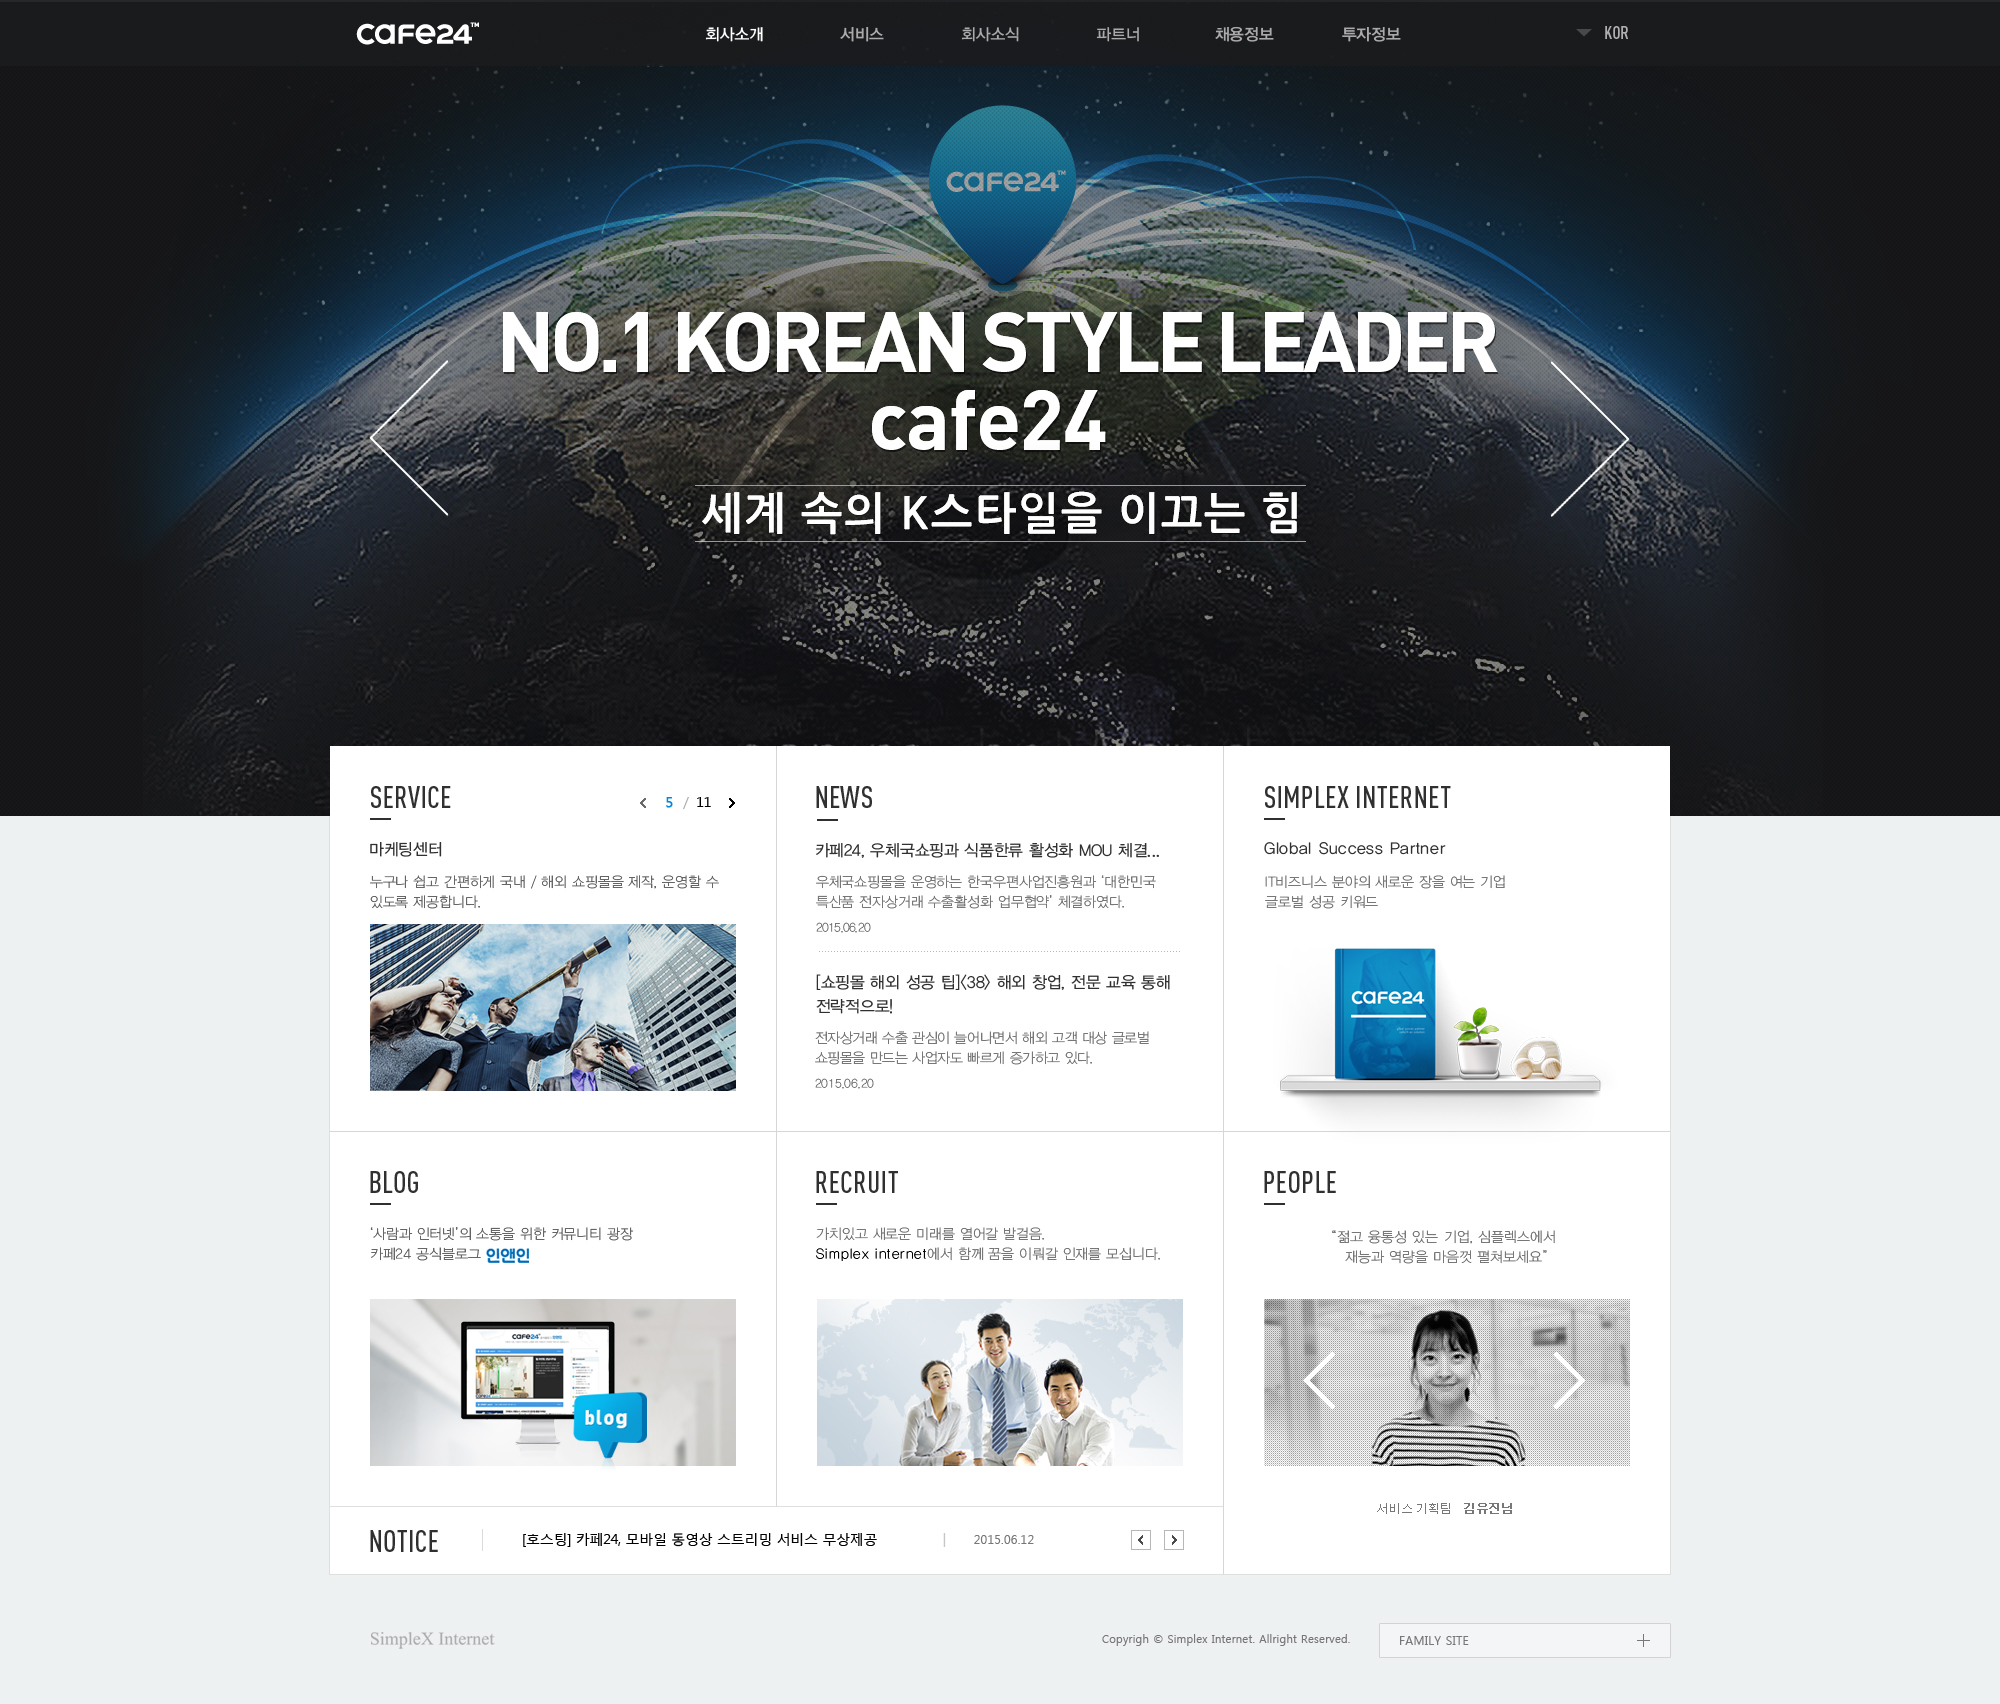 cafe24™
회사소개
서비스
회사소식
파트너
채용정보
투자정보
KOR
cafe24™
NO.1 KOREAN STYLE LEADER
cafe24
세계 속의 K스타일을 이끄는 힘
SERVICE
5 / 11
마케팅센터
누구나 쉽고 간편하게 국내 / 해외 쇼핑몰을 제작, 운영할 수
있도록 제공합니다.
NEWS
카페24, 우체국쇼핑과 식품한류 활성화 MOU 체결...
우체국쇼핑몰을 운영하는 한국우편사업진흥원과 ‘대한민국
특산품 전자상거래 수출활성화 업무협약’ 체결하였다.
2015.06.20
[쇼핑몰 해외 성공 팁]<38> 해외 창업, 전문 교육 통해
전략적으로!
전자상거래 수출 관심이 늘어나면서 해외 고객 대상 글로벌
쇼핑몰을 만드는 사업자도 빠르게 증가하고 있다.
2015.06.20
SIMPLEX INTERNET
Global Success Partner
IT비즈니스 분야의 새로운 장을 여는 기업
글로벌 성공 키워드
cafe24
BLOG
‘사람과 인터넷’의 소통을 위한 커뮤니티 광장
카페24 공식블로그 인앤인
cafe24
blog
RECRUIT
가치있고 새로운 미래를 열어갈 발걸음.
Simplex internet에서 함께 꿈을 이뤄갈 인재를 모십니다.
PEOPLE
“젊고 융통성 있는 기업, 심플렉스에서
재능과 역량을 마음껏 펼쳐보세요”
서비스 기획팀 김유진님
NOTICE
[호스팅] 카페24, 모바일 동영상 스트리밍 서비스 무상제공
2015.06.12
SimpleX Internet
Copyrigh © Simplex Internet. Allright Reserved.
FAMILY SITE